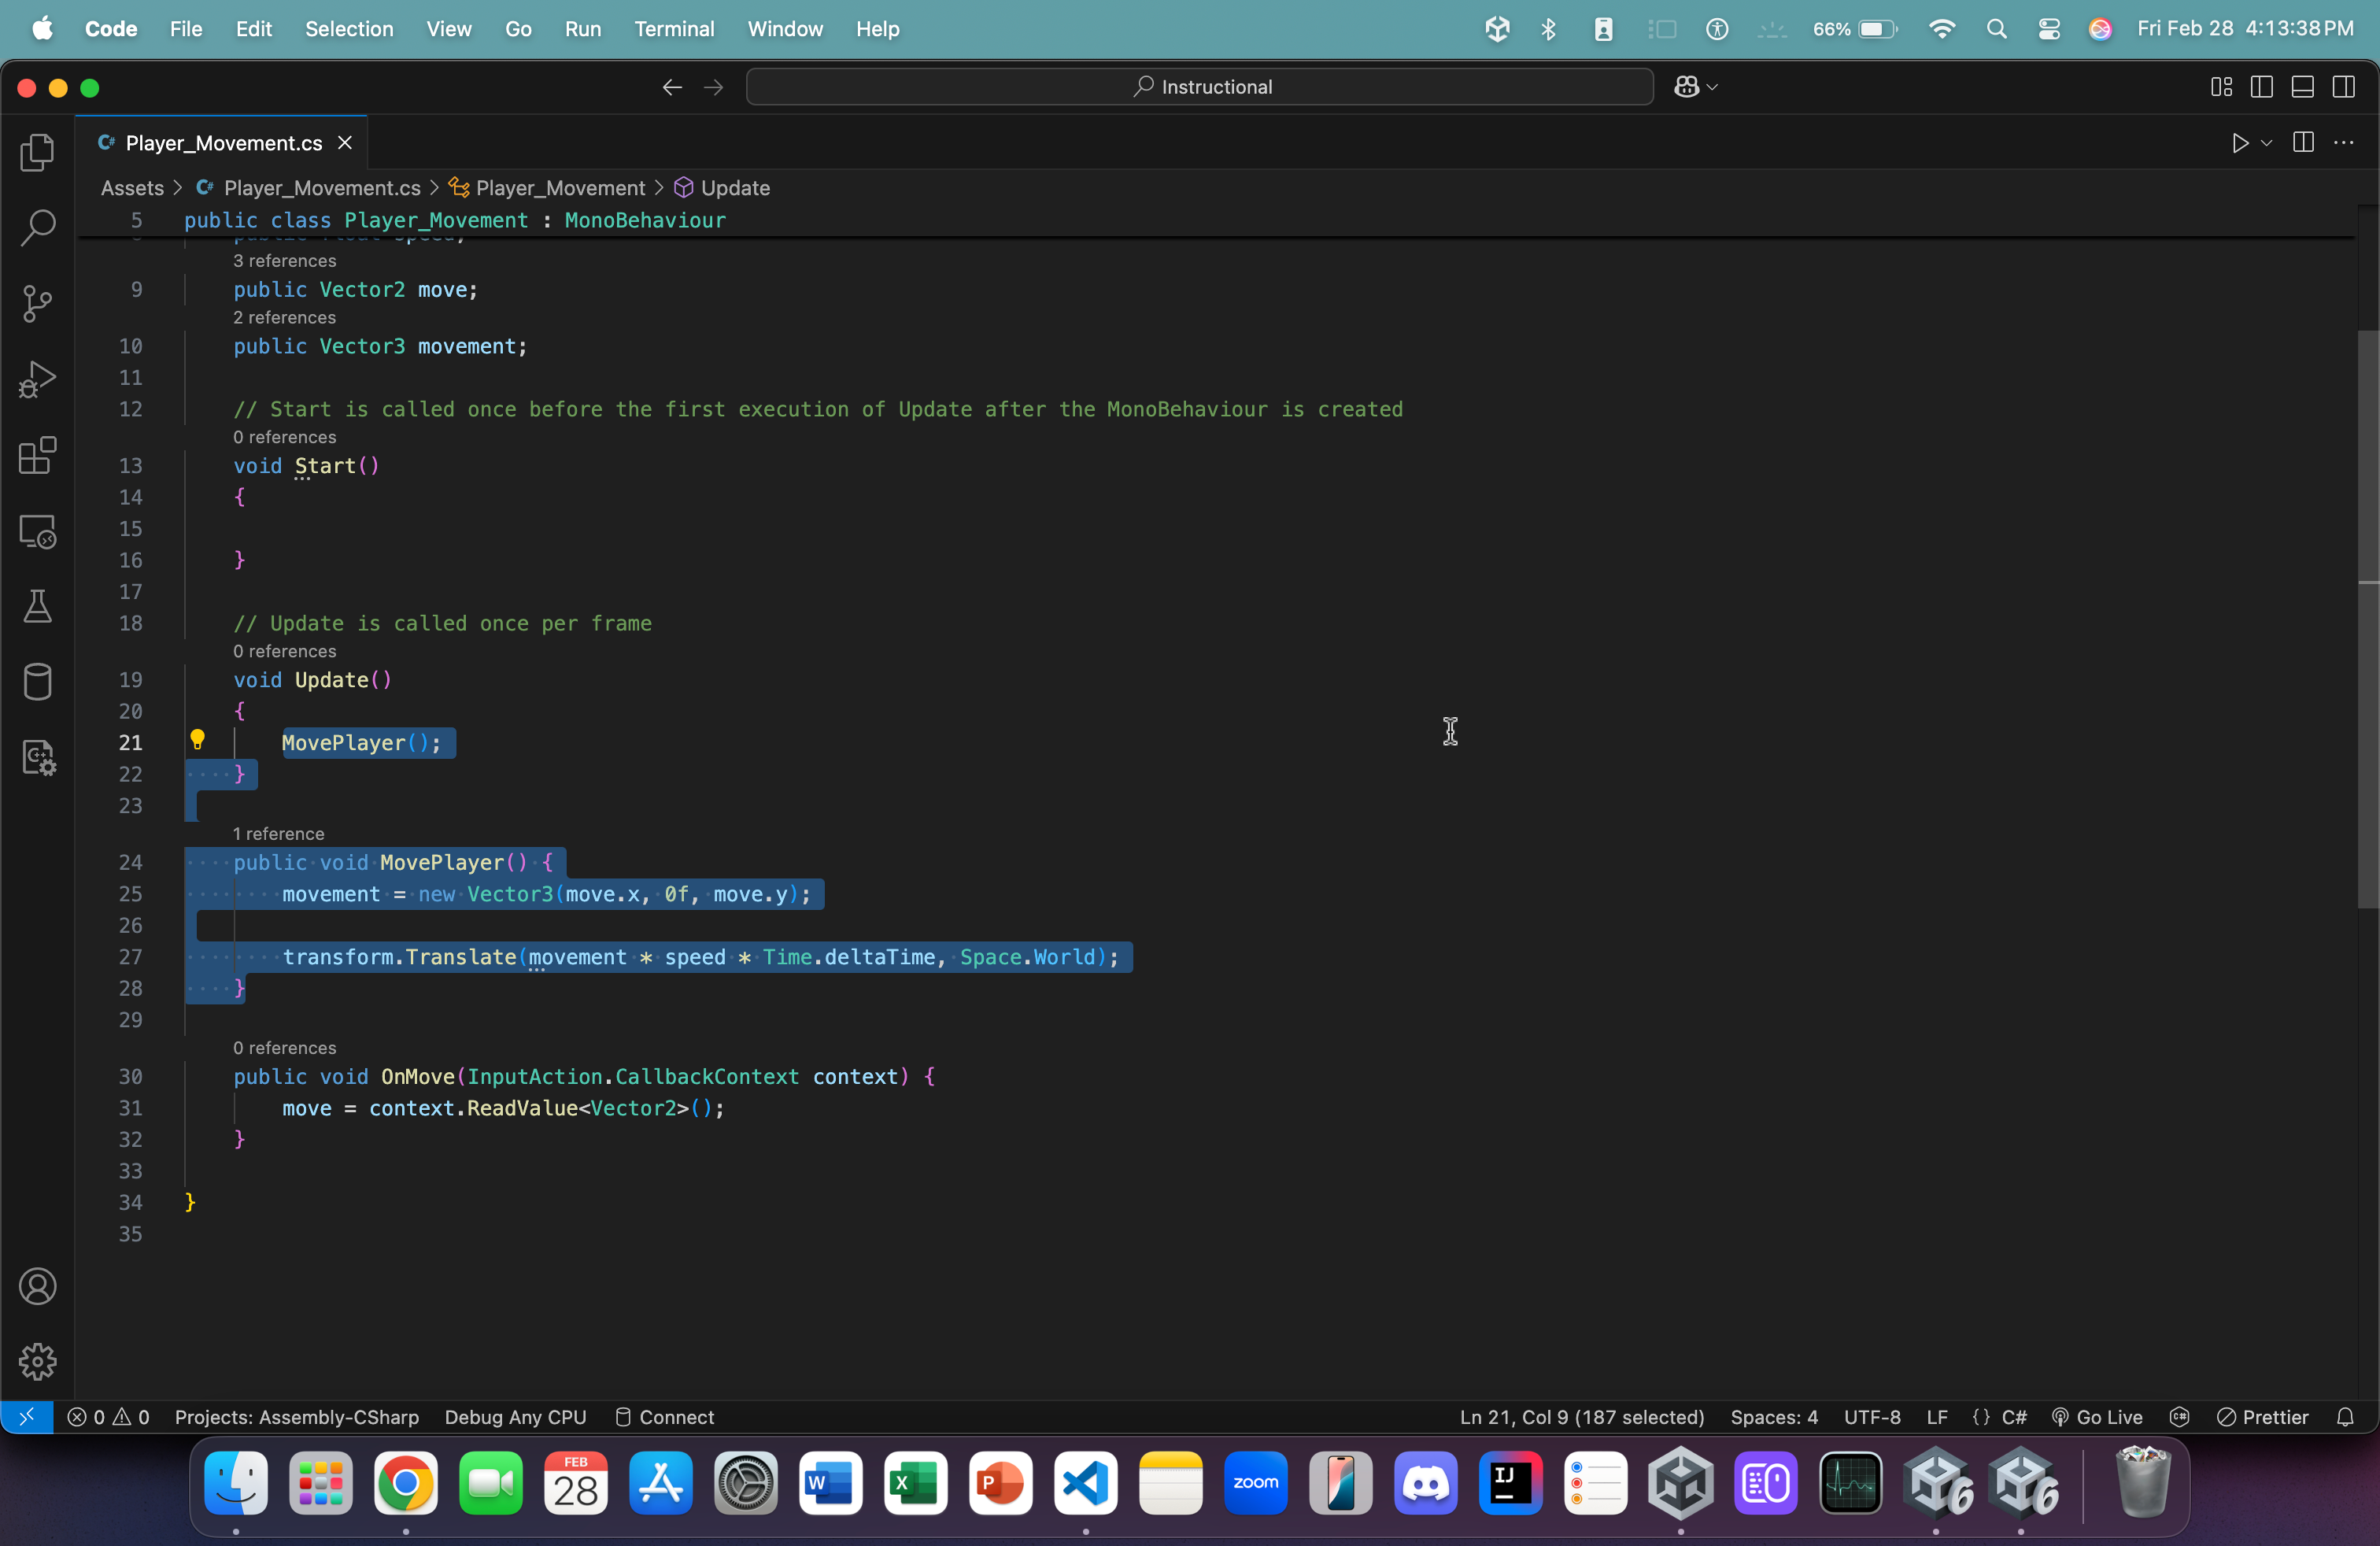 Code File Edit Selection View Go Run Terminal Window Help 66% Fri Feb 28 4:13:38 PM
Instructional
Player_Movement.cs
Assets > Player_Movement.cs > Player_Movement > Update
5 public class Player_Movement : MonoBehaviour
public float speed;
3 references
9 public Vector2 move;
2 references
10 public Vector3 movement;
11
12 // Start is called once before the first execution of Update after the MonoBehaviour is created
0 references
13 void Start()
14 {
15
16 }
17
18 // Update is called once per frame
0 references
19 void Update()
20 {
21 MovePlayer();
22 }
23
1 reference
24 public void MovePlayer() {
25 movement = new Vector3(move.x, 0f, move.y);
26
27 transform.Translate(movement * speed * Time.deltaTime, Space.World);
28 }
29
0 references
30 public void OnMove(InputAction.CallbackContext context) {
31 move = context.ReadValue<Vector2>();
32 }
33
34 }
35
0 0 Projects: Assembly-CSharp Debug Any CPU Connect Ln 21, Col 9 (187 selected) Spaces: 4 UTF-8 LF {} C# Go Live Prettier
FEB
28
W
X
P
zoom
IJ
6
6